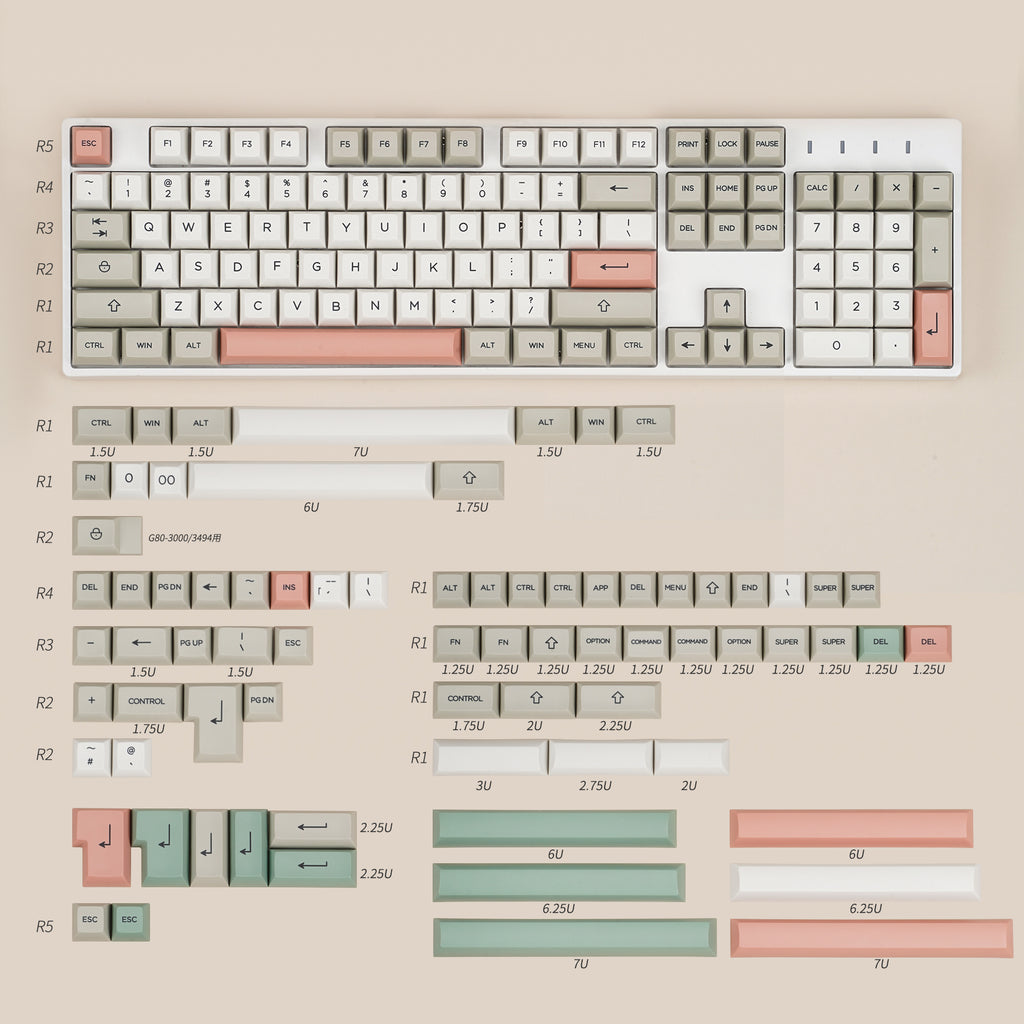 R5 ESC F1 F2 F3 F4 F5 F6 F7 F8 F9 F10 F11 F12 PRINT LOCK PAUSE
R4 ~ ` ! 1 @ 2 # 3 $ 4 % 5 ^ 6 & 7 * 8 ( 9 ) 0 _ - + = ← INS HOME PG UP CALC / × −
R3 Q W E R T Y U I O P { [ } ] | \ DEL END PG DN 7 8 9 +
R2 A S D F G H J K L : ; " ' 4 5 6
R1 ⇧ Z X C V B N M < , > . ? / ⇧ ↑ 1 2 3
R1 CTRL WIN ALT ALT WIN MENU CTRL ← ↓ → 0 .
R1 CTRL WIN ALT ALT WIN CTRL
1.5U 1.5U 7U 1.5U 1.5U
R1 FN 0 00 ⇧
6U 1.75U
R2 G80-3000/3494用
R4 DEL END PG DN ← ~ ` INS | \
R1 ALT ALT CTRL CTRL APP DEL MENU ⇧ END | \ SUPER SUPER
R3 − ← PG UP | \ ESC
1.5U 1.5U
R1 FN FN ⇧ OPTION COMMAND COMMAND OPTION SUPER SUPER DEL DEL
1.25U 1.25U 1.25U 1.25U 1.25U 1.25U 1.25U 1.25U 1.25U 1.25U 1.25U
R2 + CONTROL PG DN
1.75U
R1 CONTROL ⇧ ⇧
1.75U 2U 2.25U
R2 ~ # @ '
R1
3U 2.75U 2U
2.25U
2.25U
R5 ESC ESC
6U 6U
6.25U 6.25U
7U 7U